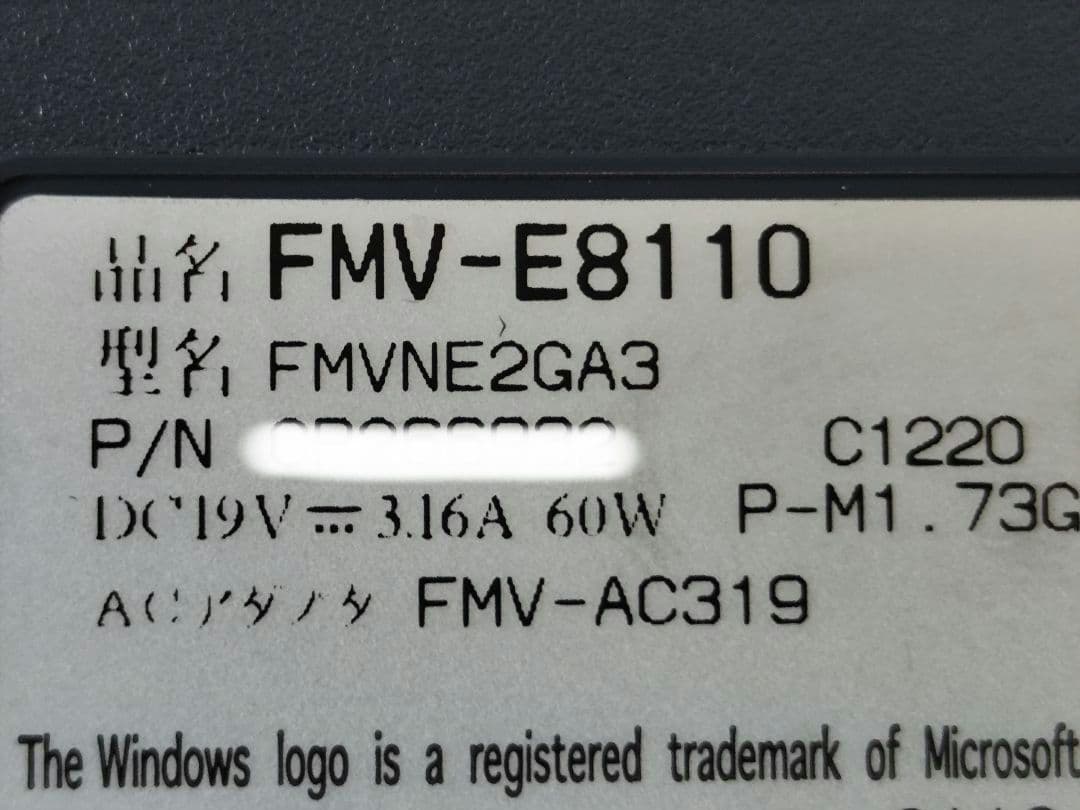 品名 FMV-E8110
型名 FMVNE2GA3
P/N C1220
DC19V⎓3.16A 60W P-M1.73G
ACアダプタ FMV-AC319
The Windows logo is a registered trademark of Microsoft